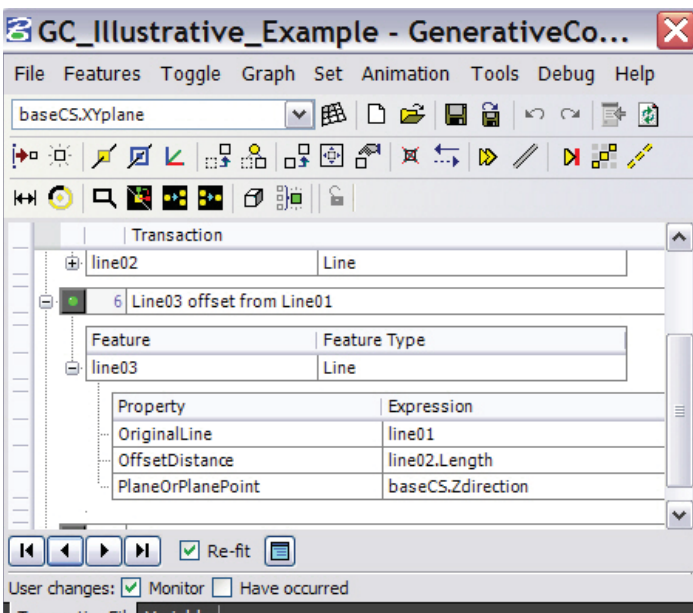 GC_Illustrative_Example - GenerativeCo...
File Features Toggle Graph Set Animation Tools Debug Help
baseCS.XYplane
Transaction
line02 Line
6 Line03 offset from Line01
Feature Feature Type
line03 Line
Property Expression
OriginalLine line01
OffsetDistance line02.Length
PlaneOrPlanePoint baseCS.Zdirection
Re-fit
User changes: Monitor Have occurred